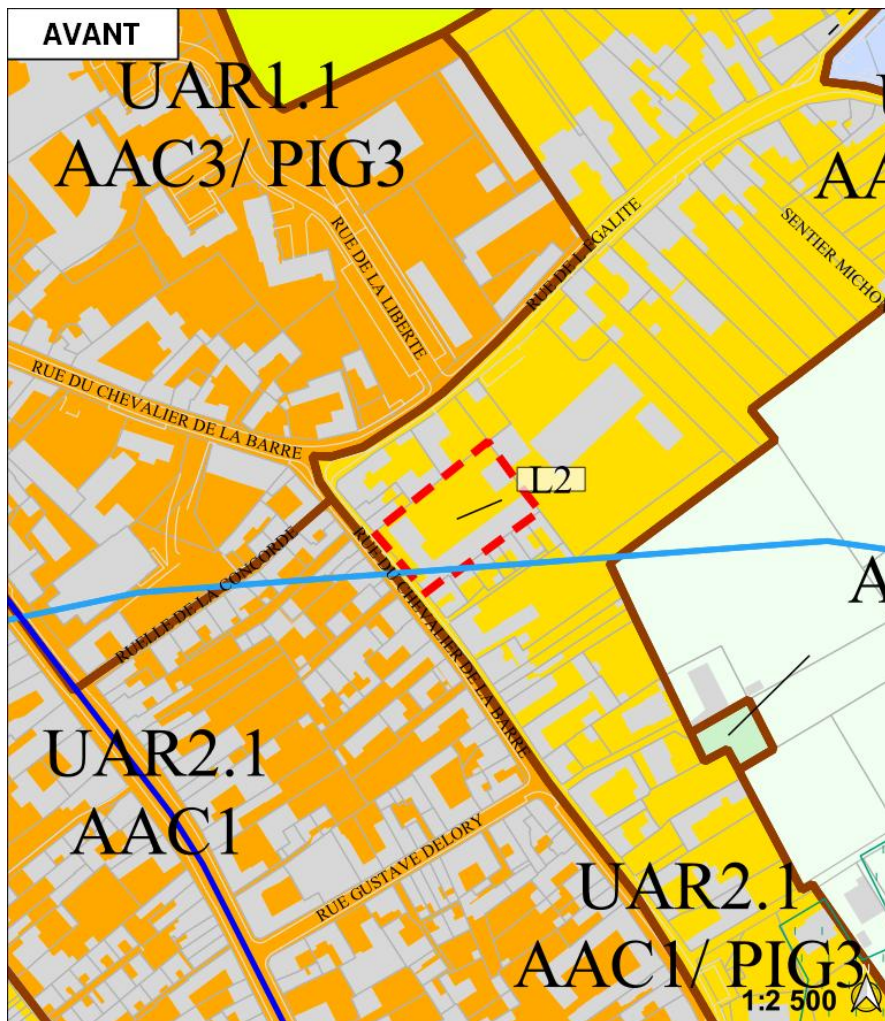 AVANT
UAR1.1
AAC3/ PIG3
RUE DE LA LIBERTE
RUE DE L'EGALITE
SENTIER
RUE DU CHEVALIER DE LA BARRE
L2
RUELLE DE LA CONCORDE
RUE DU CHEVALIER DE LA BARRE
UAR2.1
AAC1
RUE GUSTAVE DELORY
UAR2.1
AAC1/ PIG3
1:2 500